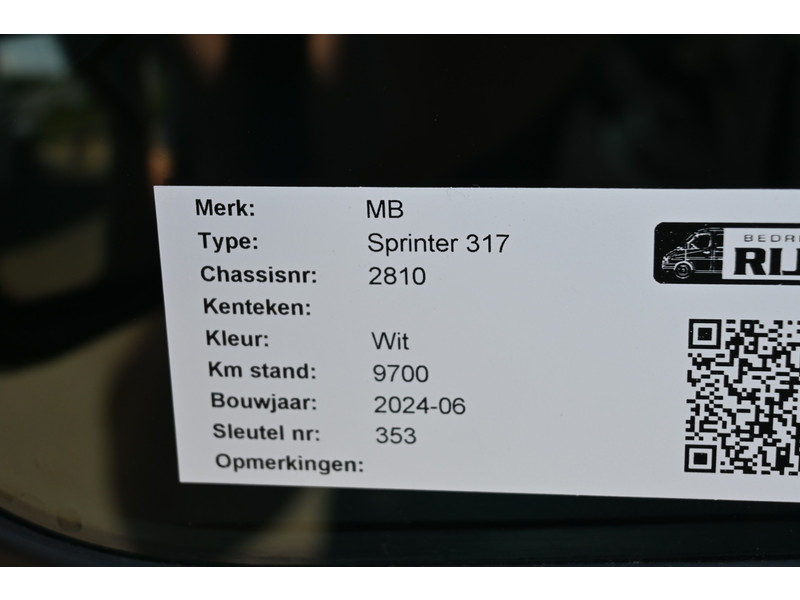 Merk: MB
Type: Sprinter 317
Chassisnr: 2810
Kenteken:
Kleur: Wit
Km stand: 9700
Bouwjaar: 2024-06
Sleutel nr: 353
Opmerkingen: